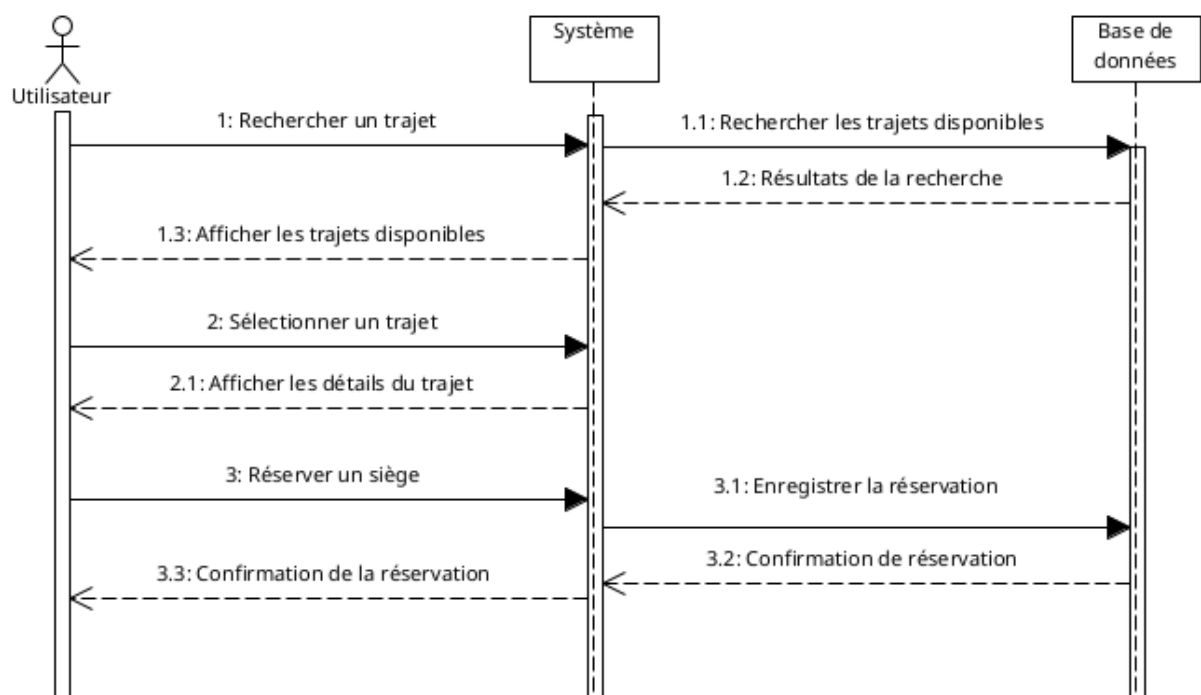 Système
Base de
données
Utilisateur
1: Rechercher un trajet
1.1: Rechercher les trajets disponibles
1.2: Résultats de la recherche
1.3: Afficher les trajets disponibles
2: Sélectionner un trajet
2.1: Afficher les détails du trajet
3: Réserver un siège
3.1: Enregistrer la réservation
3.2: Confirmation de réservation
3.3: Confirmation de la réservation